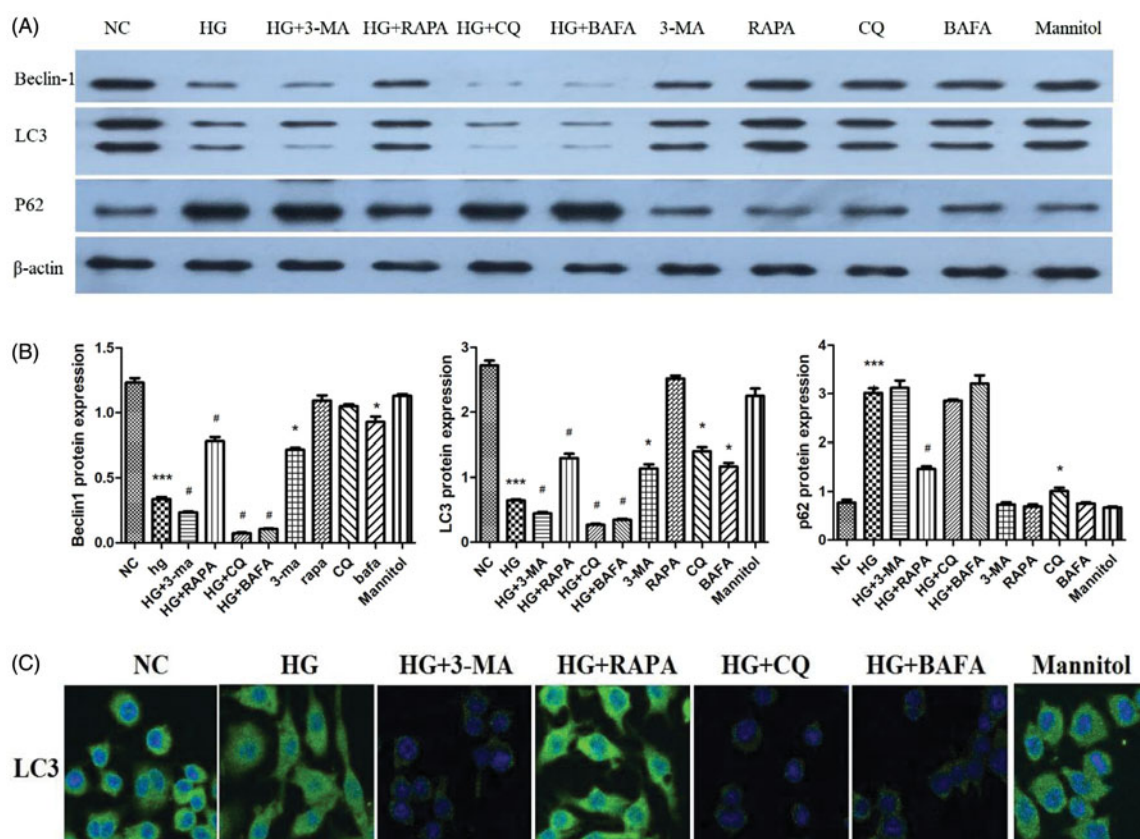 (A)
NC HG HG+3-MA HG+RAPA HG+CQ HG+BAFA 3-MA RAPA CQ BAFA Mannitol
Beclin-1
LC3
P62
β-actin
(B)
Beclin1 protein expression
1.5
1.0
0.5
0.0
***
#
#
#
#
*
*
NC hg HG+3-ma HG+RAPA HG+CQ HG+BAFA 3-ma rapa CQ bafa Mannitol
LC3 protein expression
3
2
1
0
***
#
#
#
#
*
*
*
NC HG HG+3-MA HG+RAPA HG+CQ HG+BAFA 3-MA RAPA CQ BAFA Mannitol
p62 protein expression
4
3
2
1
0
***
#
*
NC HG HG+3-MA HG+RAPA HG+CQ HG+BAFA 3-MA RAPA CQ BAFA Mannitol
(C)
NC HG HG+3-MA HG+RAPA HG+CQ HG+BAFA Mannitol
LC3